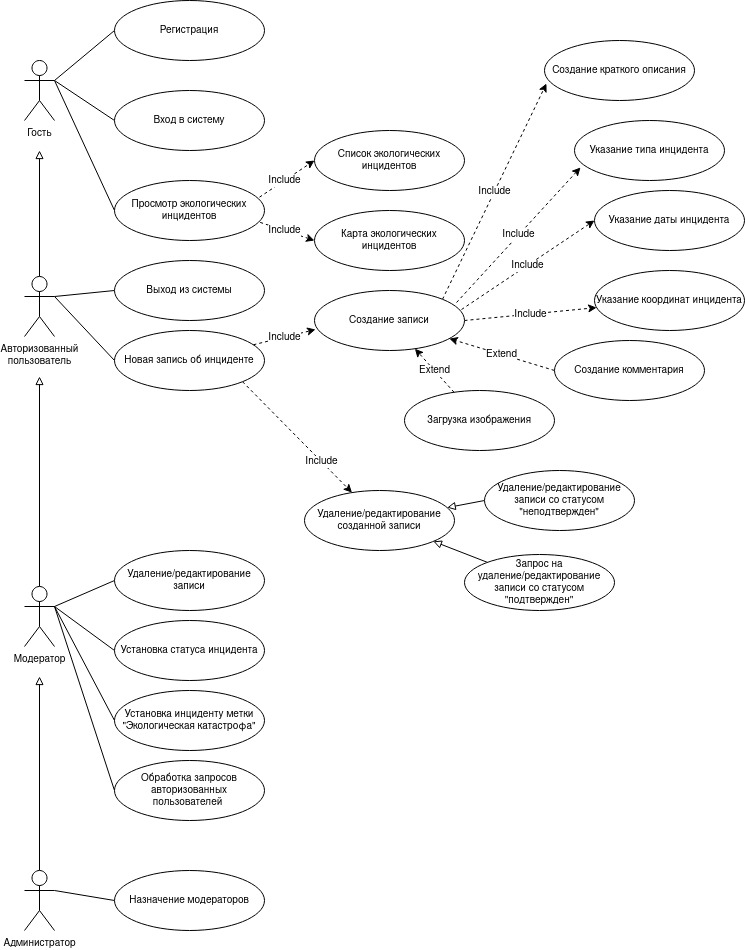 Регистрация
Создание краткого описания
Гость
Вход в систему
Указание типа инцидента
Список экологических
инцидентов
Include
Include
Просмотр экологических
инцидентов
Указание даты инцидента
Include
Include
Карта экологических
инцидентов
Include
Выход из системы
Указание координат инцидента
Создание записи
Include
Авторизованный
пользователь
Новая запись об инциденте
Include
Extend
Extend
Создание комментария
Загрузка изображения
Include
Удаление/редактирование
созданной записи
Удаление/редактирование
записи со статусом
"неподтвержден"
Запрос на
удаление/редактирование
записи со статусом
"подтвержден"
Удаление/редактирование
записи
Модератор
Установка статуса инцидента
Установка инциденту метки
"Экологическая катастрофа"
Обработка запросов
авторизованных
пользователей
Назначение модераторов
Администратор